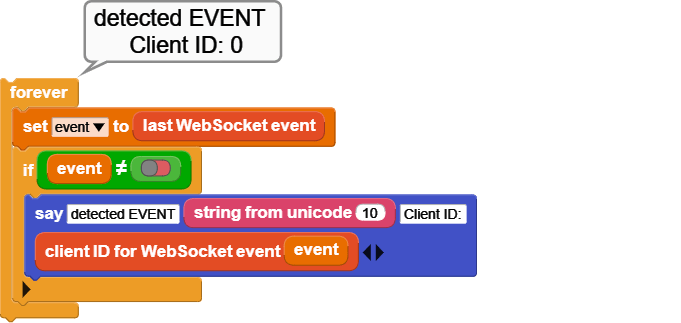 detected EVENT
Client ID: 0
forever
set event ▼ to last WebSocket event
if event ≠
say detected EVENT string from unicode 10 Client ID:
client ID for WebSocket event event